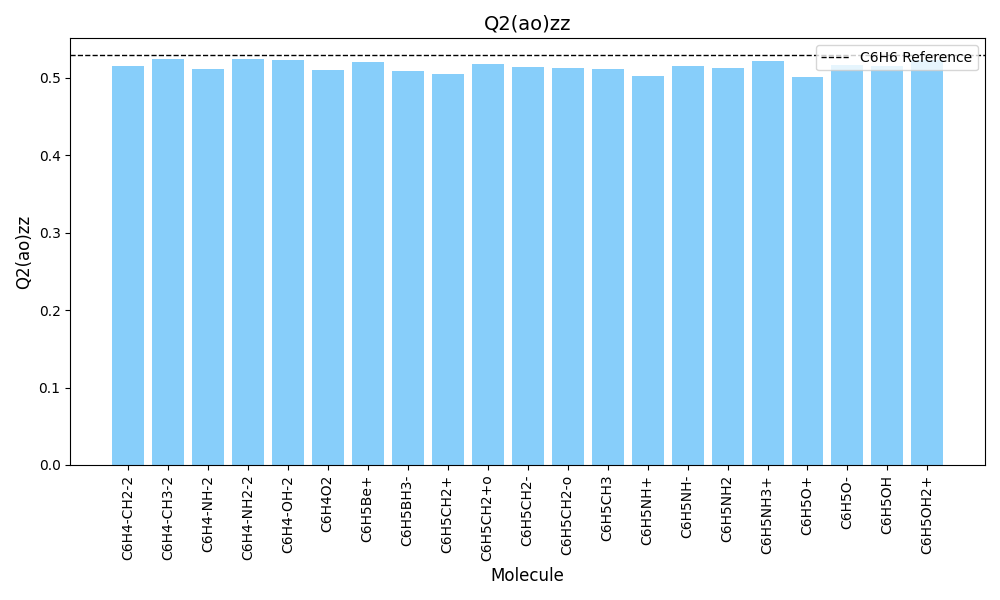 Q2(ao)zz
C6H6 Reference
Q2(ao)zz
0.5
0.4
0.3
0.2
0.1
0.0
C6H4-CH2-2
C6H4-CH3-2
C6H4-NH-2
C6H4-NH2-2
C6H4-OH-2
C6H4O2
C6H5Be+
C6H5BH3-
C6H5CH2+
C6H5CH2+o
C6H5CH2-
C6H5CH2-o
C6H5CH3
C6H5NH+
C6H5NH-
C6H5NH2
C6H5NH3+
C6H5O+
C6H5O-
C6H5OH
C6H5OH2+
Molecule